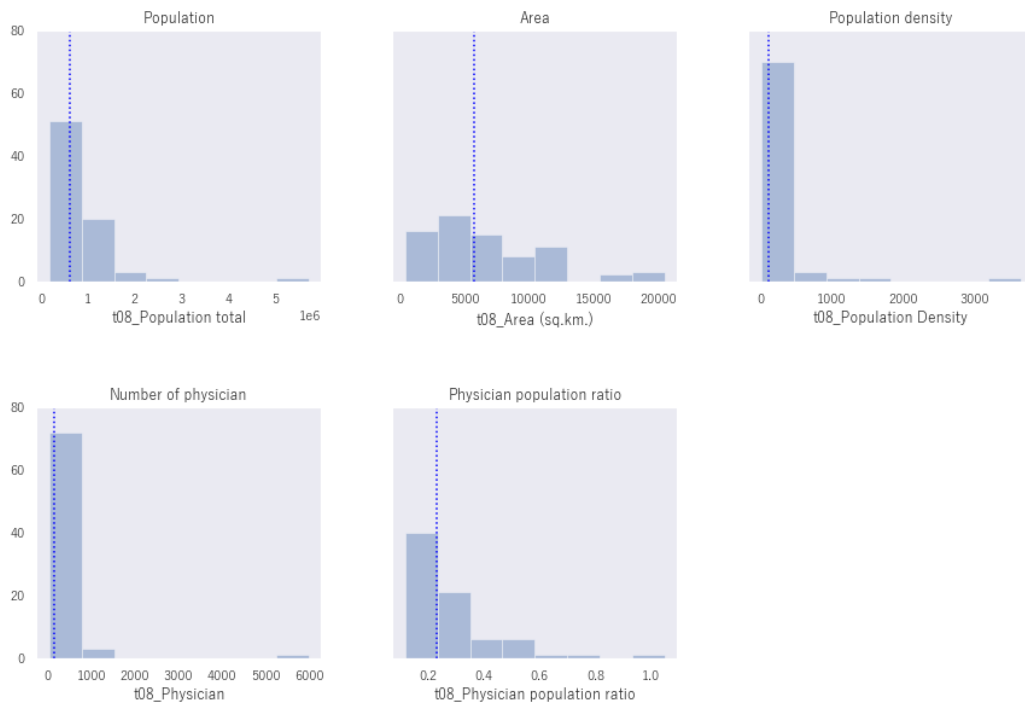 Population
80
60
40
20
0
0 1 2 3 4 5
1e6
t08_Population total
Area
0 5000 10000 15000 20000
t08_Area (sq.km.)
Population density
0 1000 2000 3000
t08_Population Density
Number of physician
80
60
40
20
0
0 1000 2000 3000 4000 5000 6000
t08_Physician
Physician population ratio
0.2 0.4 0.6 0.8 1.0
t08_Physician population ratio